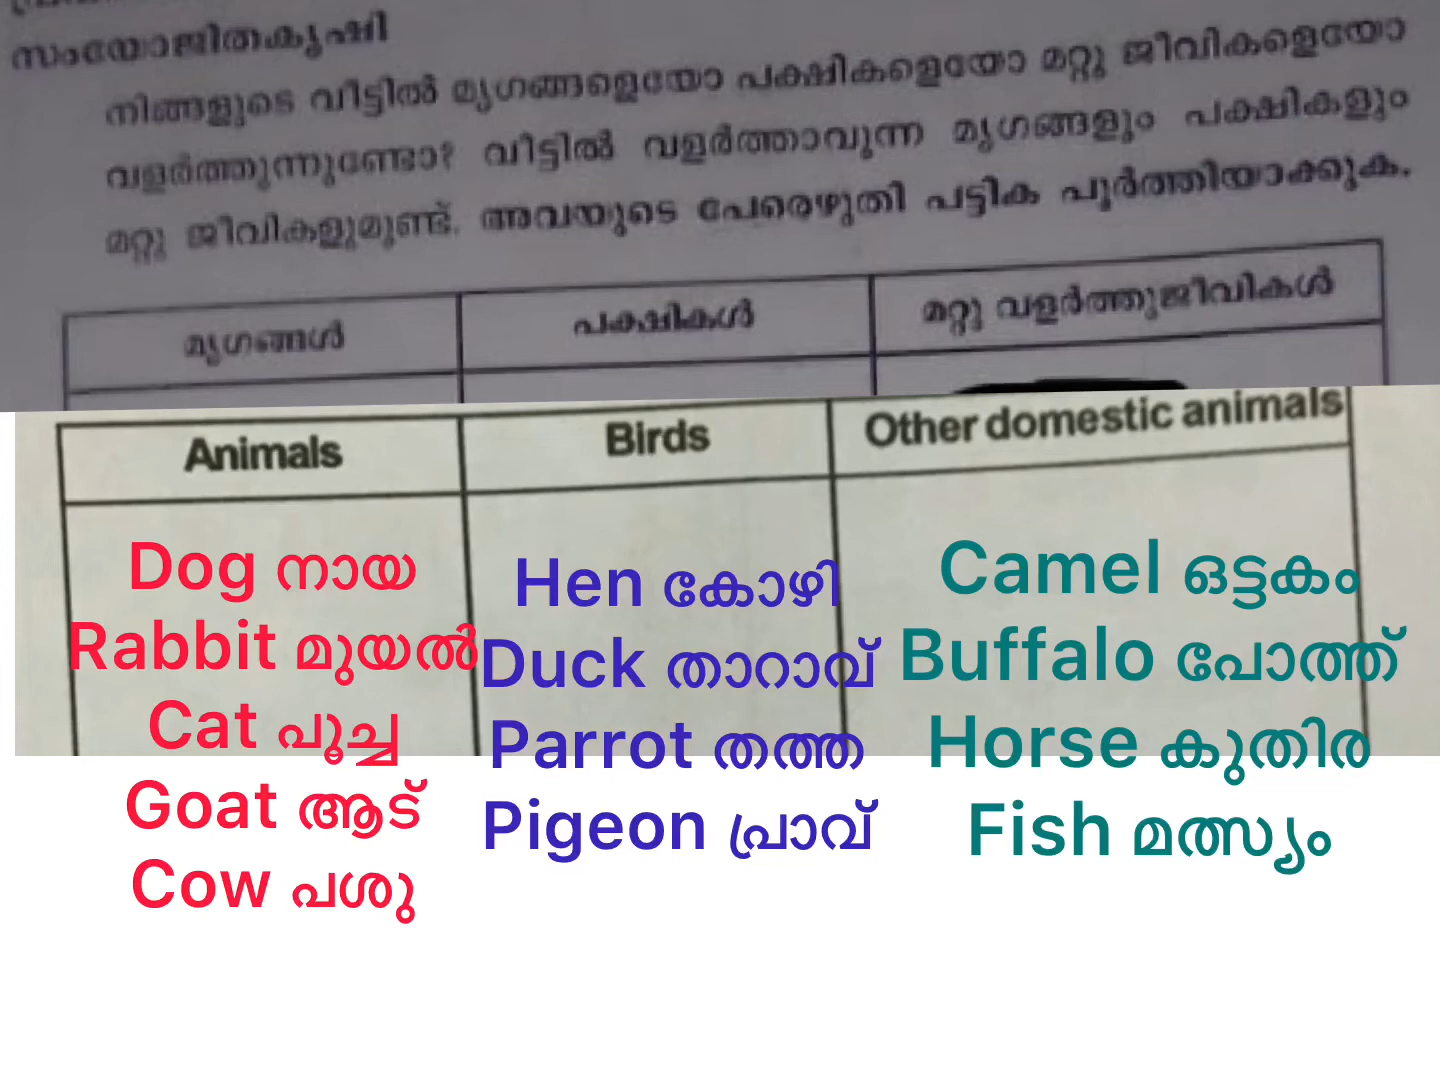 സംയോജിതകൃഷി
നിങ്ങളുടെ വീട്ടിൽ മൃഗങ്ങളെയോ പക്ഷികളെയോ മറ്റു ജീവികളെയോ
വളർത്തുന്നുണ്ടോ? വീട്ടിൽ വളർത്താവുന്ന മൃഗങ്ങളും പക്ഷികളും
മറ്റു ജീവികളുമുണ്ട്. അവയുടെ പേരെഴുതി പട്ടിക പൂർത്തിയാക്കുക.
മൃഗങ്ങൾ
പക്ഷികൾ
മറ്റു വളർത്തുജീവികൾ
Animals
Birds
Other domestic animals
Dog നായ
Rabbit മുയൽ
Cat പൂച്ച
Goat ആട്
Cow പശു
Hen കോഴി
Duck താറാവ്
Parrot തത്ത
Pigeon പ്രാവ്
Camel ഒട്ടകം
Buffalo പോത്ത്
Horse കുതിര
Fish മത്സ്യം